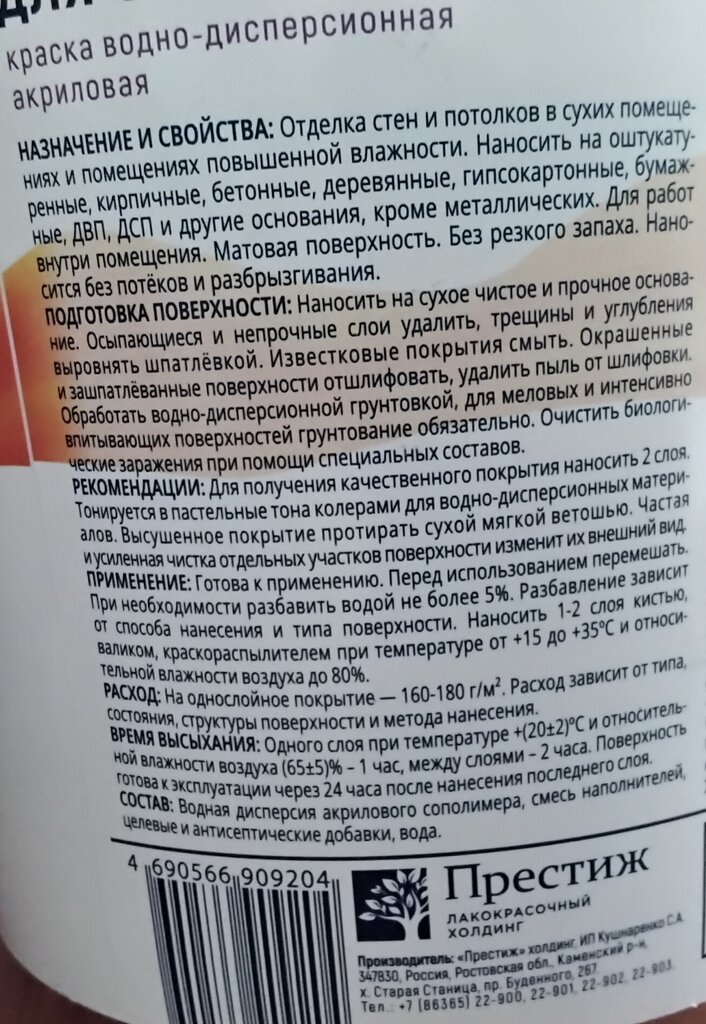 краска водно-дисперсионная
акриловая
НАЗНАЧЕНИЕ И СВОЙСТВА: Отделка стен и потолков в сухих помеще-
ниях и помещениях повышенной влажности. Наносить на оштукату-
ренные, кирпичные, бетонные, деревянные, гипсокартонные, бумаж-
ные, ДВП, ДСП и другие основания, кроме металлических. Для работ
внутри помещения. Матовая поверхность. Без резкого запаха. Нано-
сится без потёков и разбрызгивания.
ПОДГОТОВКА ПОВЕРХНОСТИ: Наносить на сухое чистое и прочное основа-
ние. Осыпающиеся и непрочные слои удалить, трещины и углубления
выровнять шпатлёвкой. Известковые покрытия смыть. Окрашенные
и зашпатлёванные поверхности отшлифовать, удалить пыль от шлифовки.
Обработать водно-дисперсионной грунтовкой, для меловых и интенсивно
впитывающих поверхностей грунтование обязательно. Очистить биологи-
ческие заражения при помощи специальных составов.
РЕКОМЕНДАЦИИ: Для получения качественного покрытия наносить 2 слоя.
Тонируется в пастельные тона колерами для водно-дисперсионных матери-
алов. Высушенное покрытие протирать сухой мягкой ветошью. Частая
и усиленная чистка отдельных участков поверхности изменит их внешний вид.
ПРИМЕНЕНИЕ: Готова к применению. Перед использованием перемешать.
При необходимости разбавить водой не более 5%. Разбавление зависит
от способа нанесения и типа поверхности. Наносить 1-2 слоя кистью,
валиком, краскораспылителем при температуре от +15 до +35°С и относи-
тельной влажности воздуха до 80%.
РАСХОД: На однослойное покрытие — 160-180 г/м². Расход зависит от типа,
состояния, структуры поверхности и метода нанесения.
ВРЕМЯ ВЫСЫХАНИЯ: Одного слоя при температуре +(20±2)°С и относитель-
ной влажности воздуха (65±5)% – 1 час, между слоями – 2 часа. Поверхность
готова к эксплуатации через 24 часа после нанесения последнего слоя.
СОСТАВ: Водная дисперсия акрилового сополимера, смесь наполнителей,
целевые и антисептические добавки, вода.
4 690566 909204
Престиж
ЛАКОКРАСОЧНЫЙ
ХОЛДИНГ
Производитель: «Престиж» холдинг, ИП Кушнаренко С.А.
347830, Россия, Ростовская обл., Каменский р-н,
х. Старая Станица, пр. Буденного, 267.
Тел.: +7 (86365) 22-900, 22-901, 22-902, 22-903.